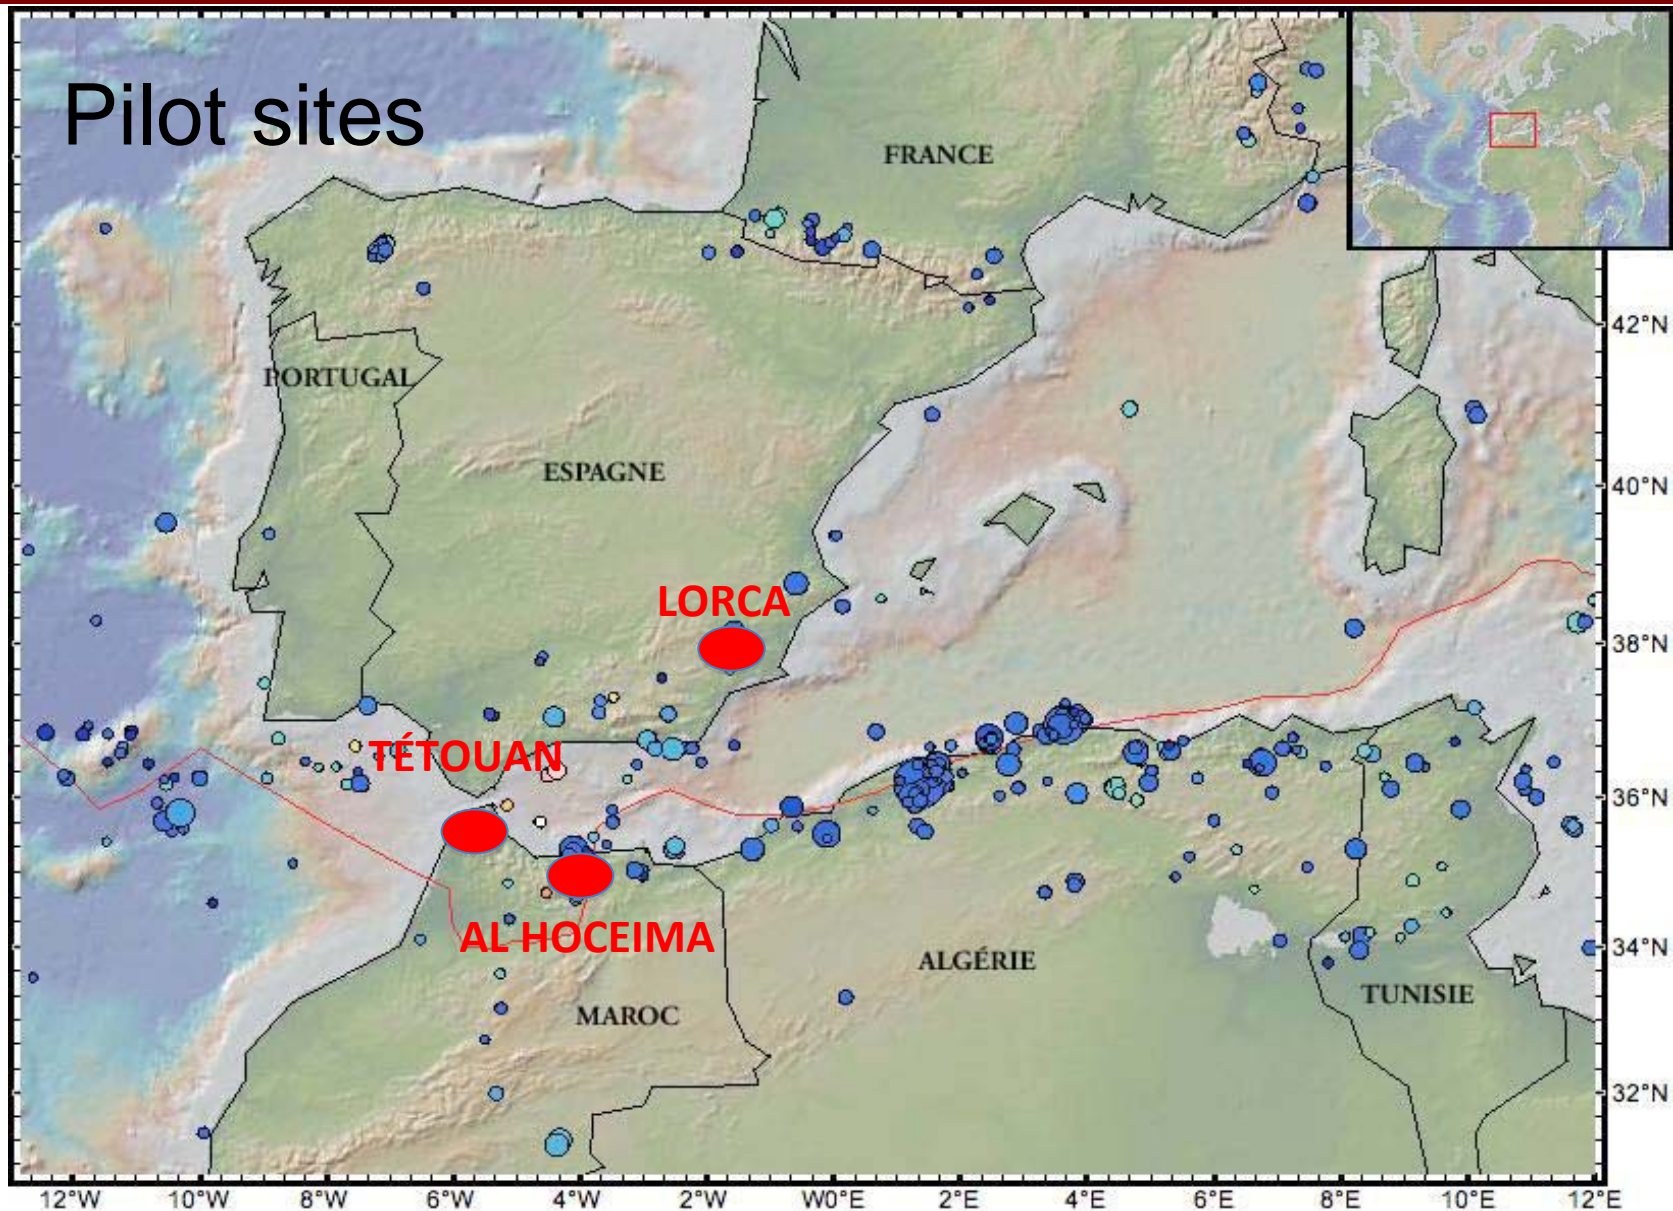 Pilot sites
FRANCE
42°N
PORTUGAL
ESPAGNE
40°N
LORCA
38°N
TÉTOUAN
36°N
AL HOCEIMA
34°N
ALGÉRIE
TUNISIE
MAROC
32°N
12°W 10°W 8°W 6°W 4°W 2°W W0°E 2°E 4°E 6°E 8°E 10°E 12°E